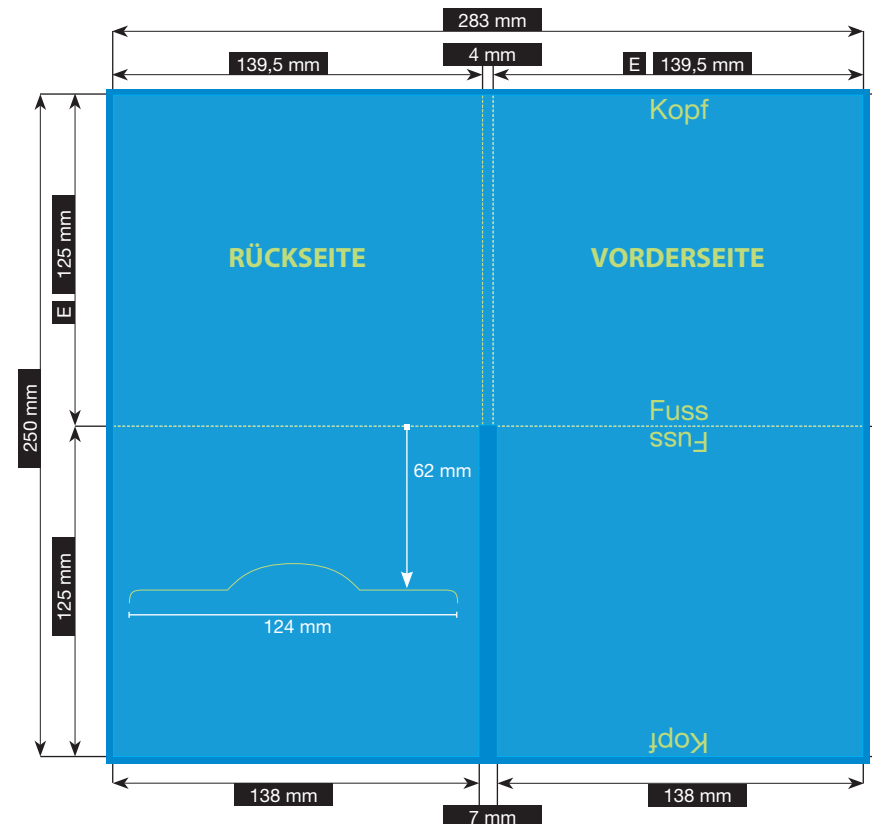 283 mm
4 mm
139,5 mm
E 139,5 mm
Kopf
125 mm
E
RÜCKSEITE
VORDERSEITE
250 mm
Fuss
Fuss
62 mm
125 mm
124 mm
Kopf
138 mm
138 mm
7 mm